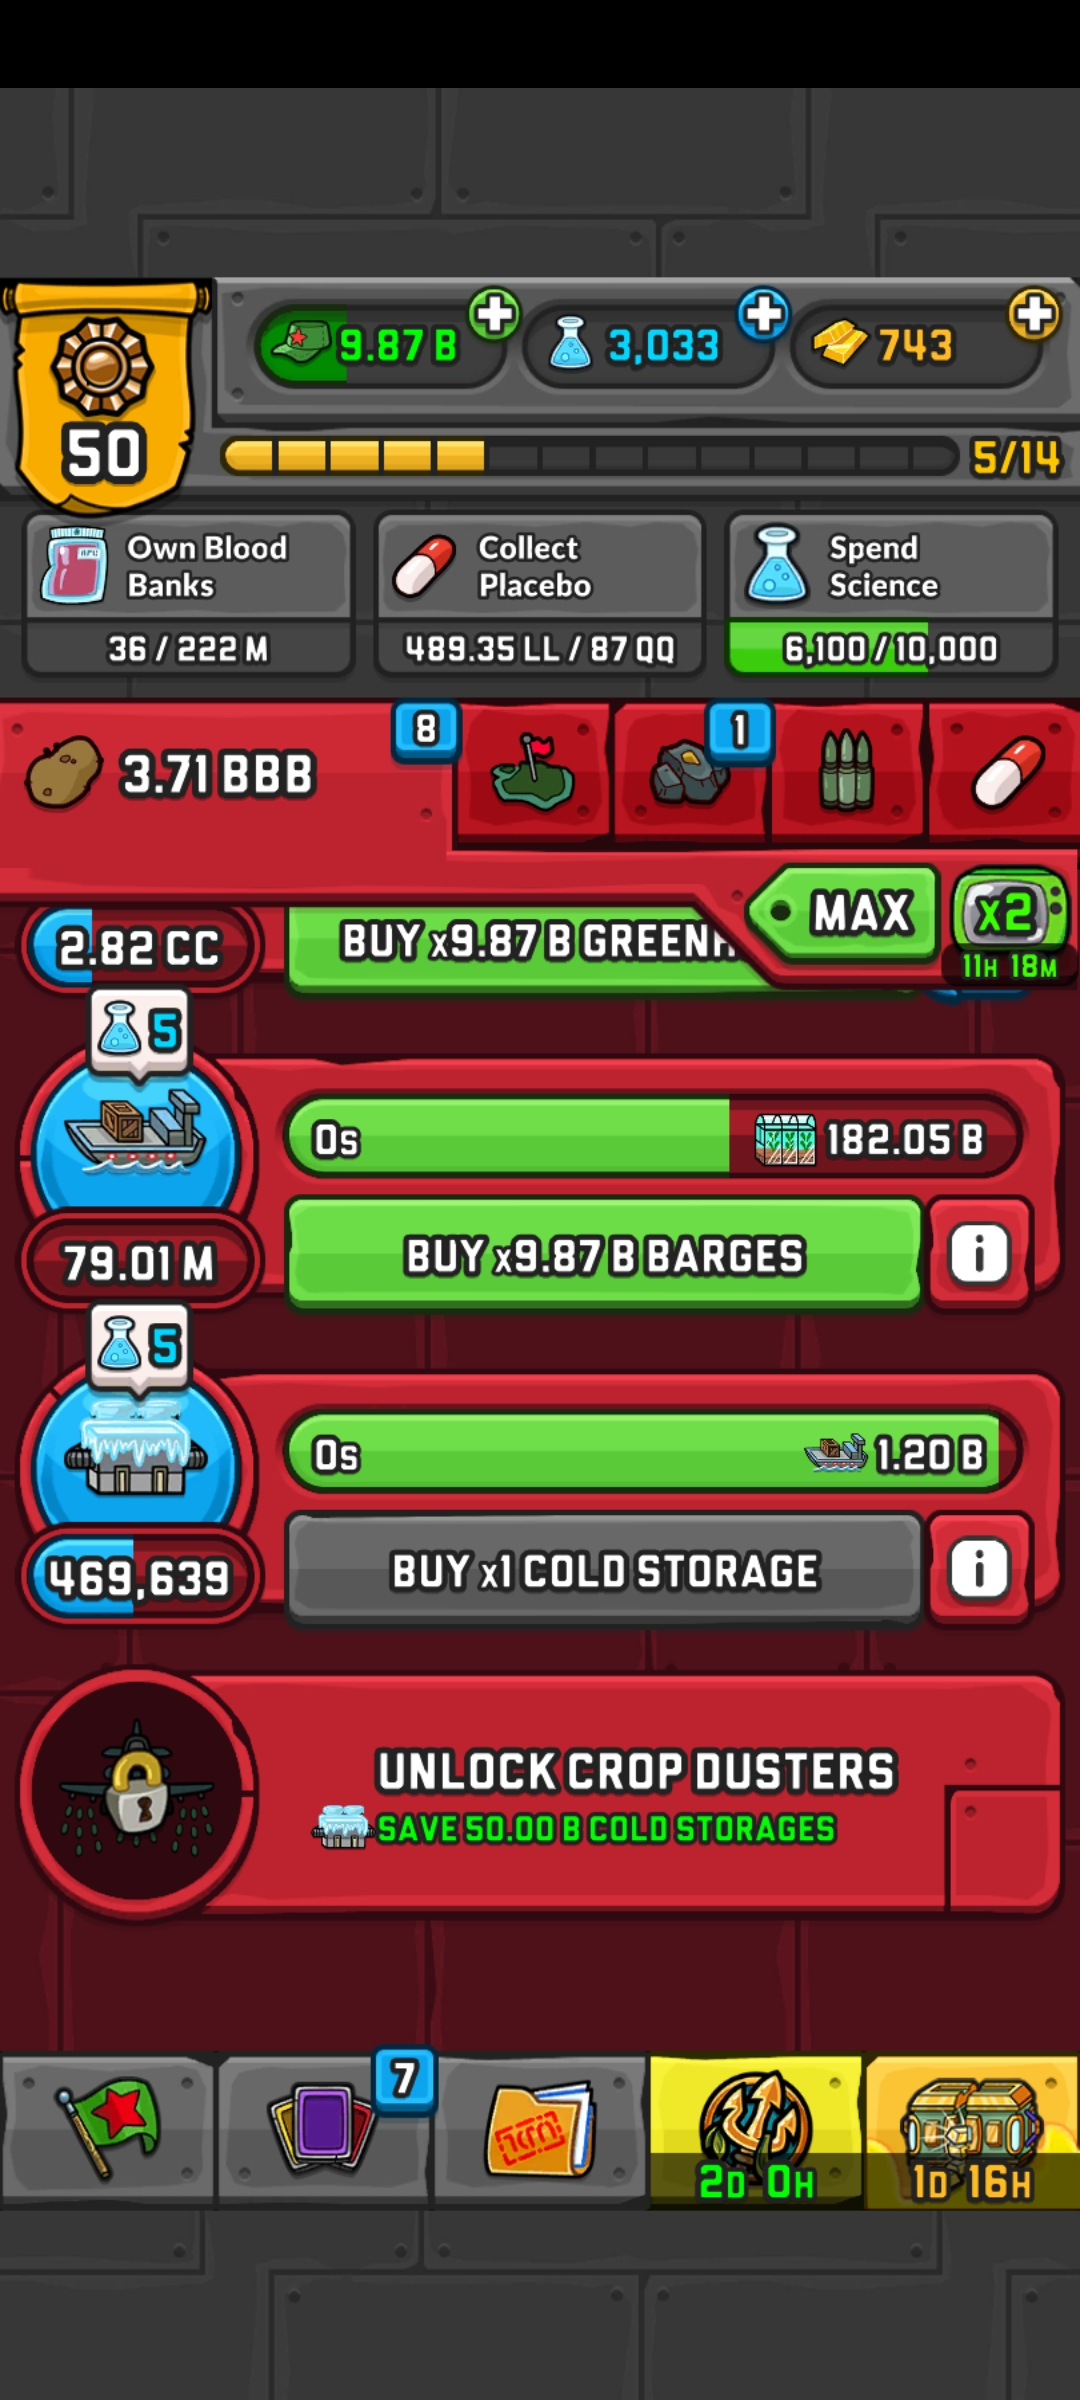 9.87 B
3,033
743
50
5/14
Own Blood
Banks
36 / 222 M
Collect
Placebo
489.35 LL / 87 QQ
Spend
Science
6,100 / 10,000
3.71 BBB
8
1
MAX
x2
11H 18M
2.82 CC
BUY x9.87 B
5
0s
182.05 B
79.01 M
BUY x9.87 B BARGES
i
5
0s
1.20 B
469,639
BUY x1 COLD STORAGE
i
UNLOCK CROP DUSTERS
SAVE 50.00 B COLD STORAGES
7
2D 0H
1D 16H